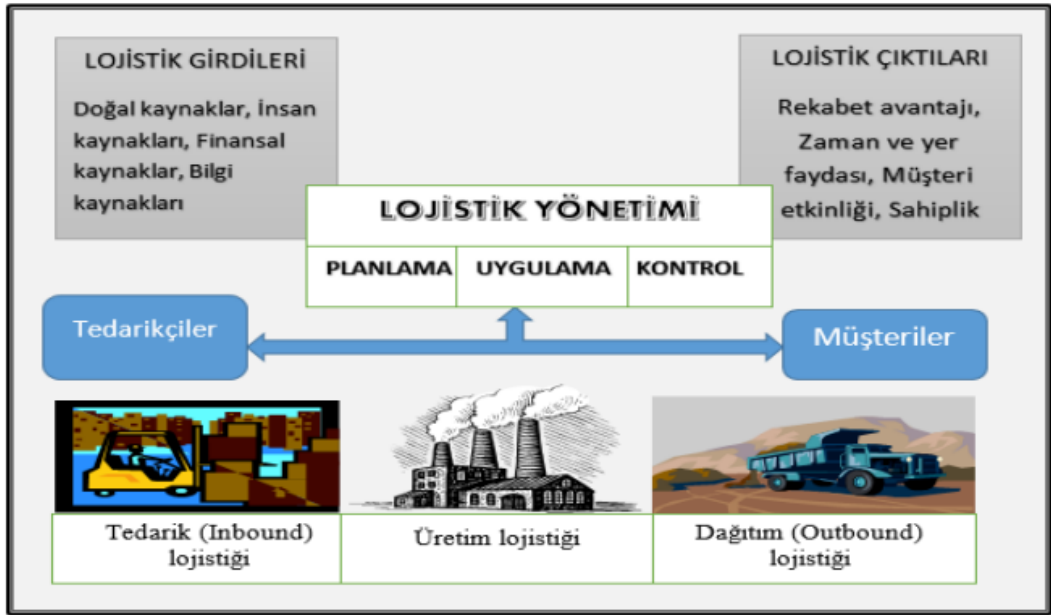 LOJİSTİK GİRDİLERİ
Doğal kaynaklar, İnsan
kaynakları, Finansal
kaynaklar, Bilgi
kaynakları
LOJİSTİK ÇIKTILARI
Rekabet avantajı,
Zaman ve yer
faydası, Müşteri
etkinliği, Sahiplik
LOJİSTİK YÖNETİMİ
PLANLAMA UYGULAMA KONTROL
Tedarikçiler
Müşteriler
Tedarik (Inbound)
lojistiği
Üretim lojistiği
Dağıtım (Outbound)
lojistiği